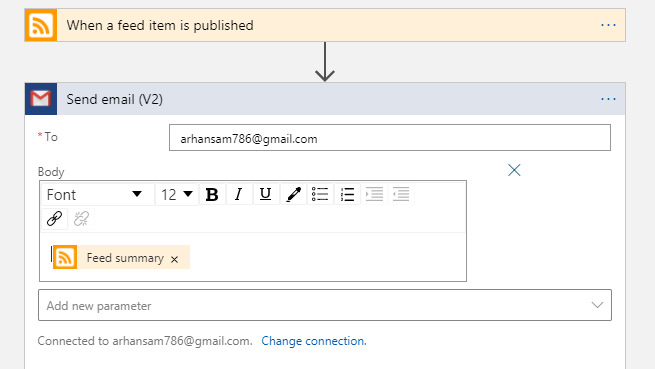 When a feed item is published
Send email (V2)
*To
arhansam786@gmail.com
Body
Font 12 B I U
Feed summary ×
Add new parameter
Connected to arhansam786@gmail.com. Change connection.